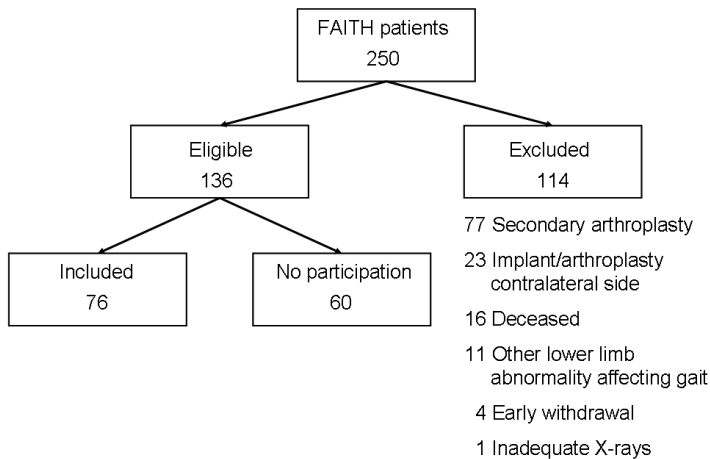 FAITH patients
250
Eligible
136
Excluded
114
Included
76
No participation
60
77 Secondary arthroplasty
23 Implant/arthroplasty
contralateral side
16 Deceased
11 Other lower limb
abnormality affecting gait
4 Early withdrawal
1 Inadequate X-rays